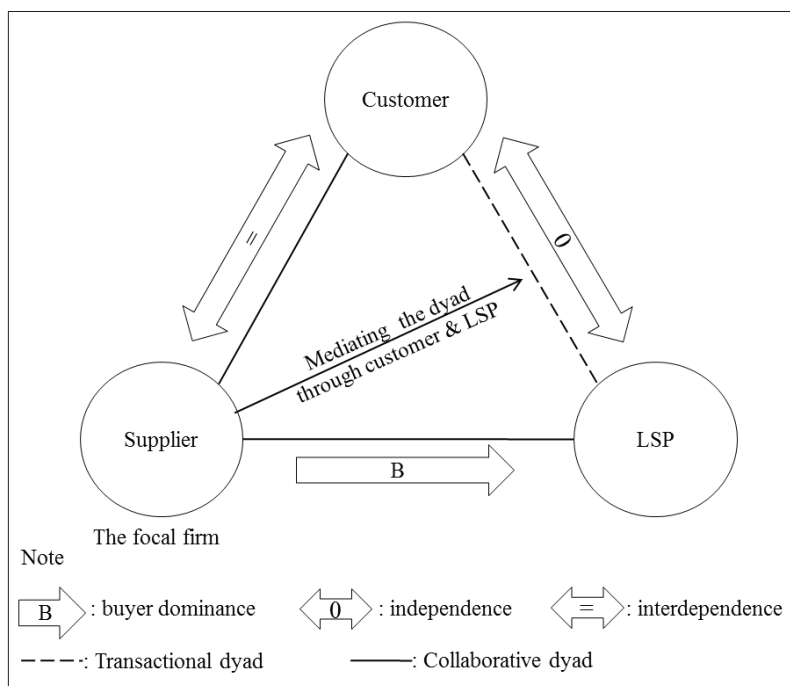 Customer
=
0
Mediating the dyad
through customer & LSP
Supplier
LSP
B
The focal firm
Note
B : buyer dominance 0 : independence = : interdependence
: Transactional dyad : Collaborative dyad